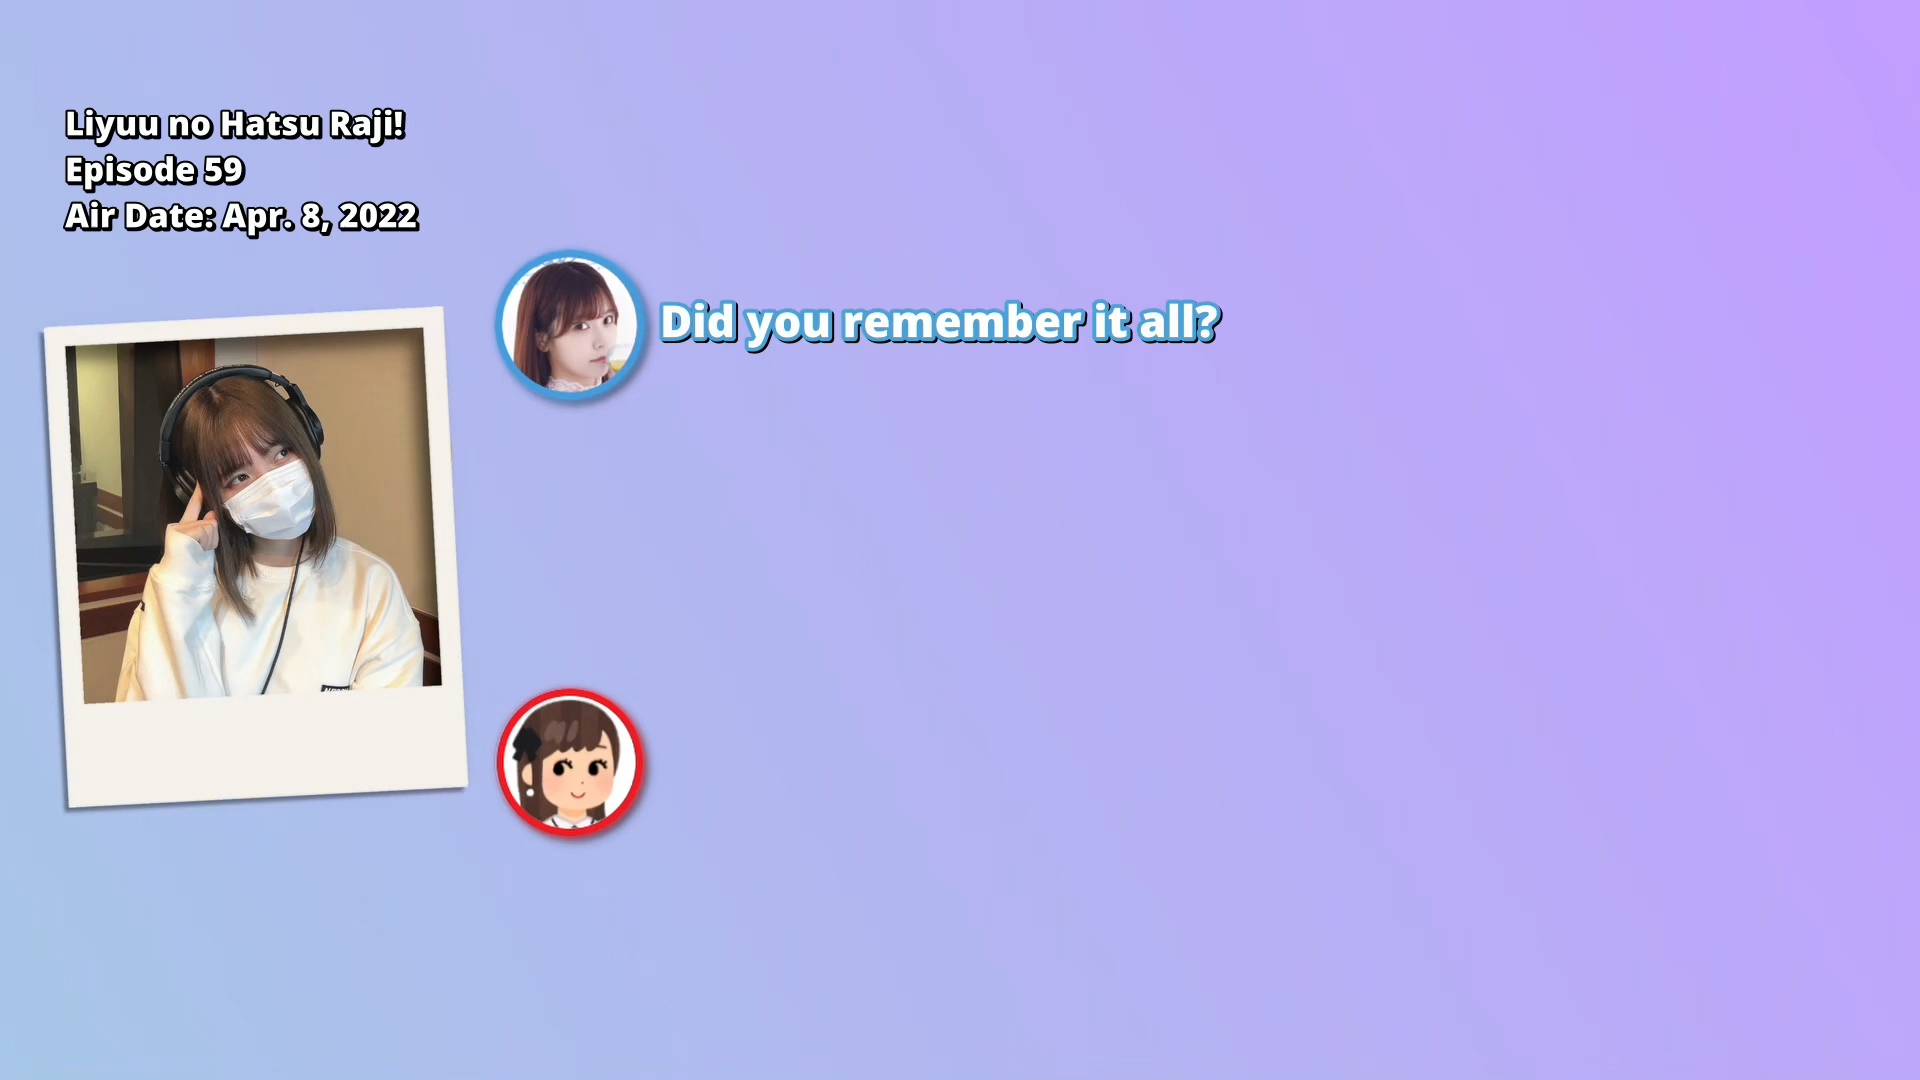 Liyuu no Hatsu Raji!
Episode 59
Air Date: Apr. 8, 2022
Did you remember it all?